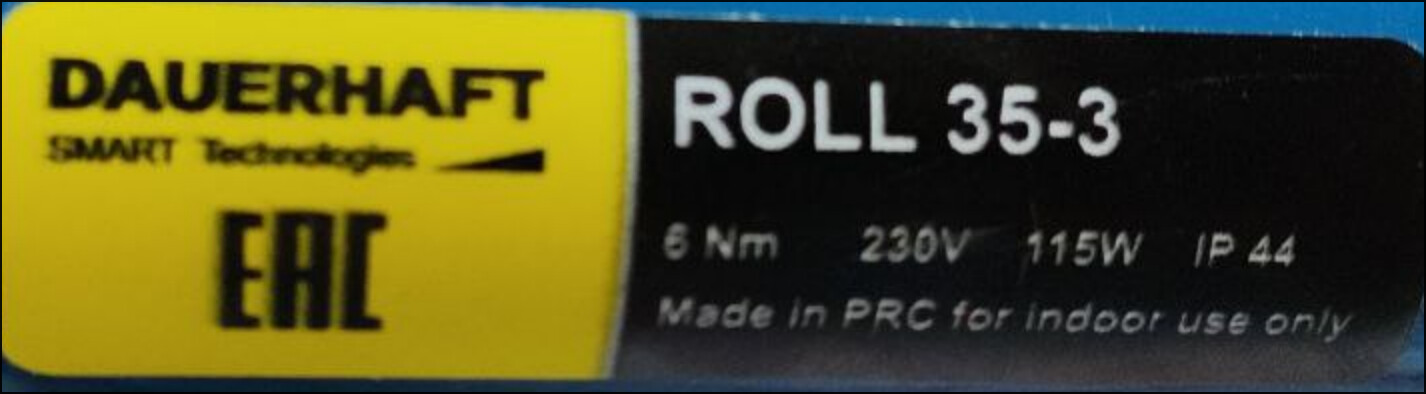 DAUERHAFT
SMART Technologies
EAC
ROLL 35-3
6 Nm 230V 115W IP 44
Made in PRC for indoor use only